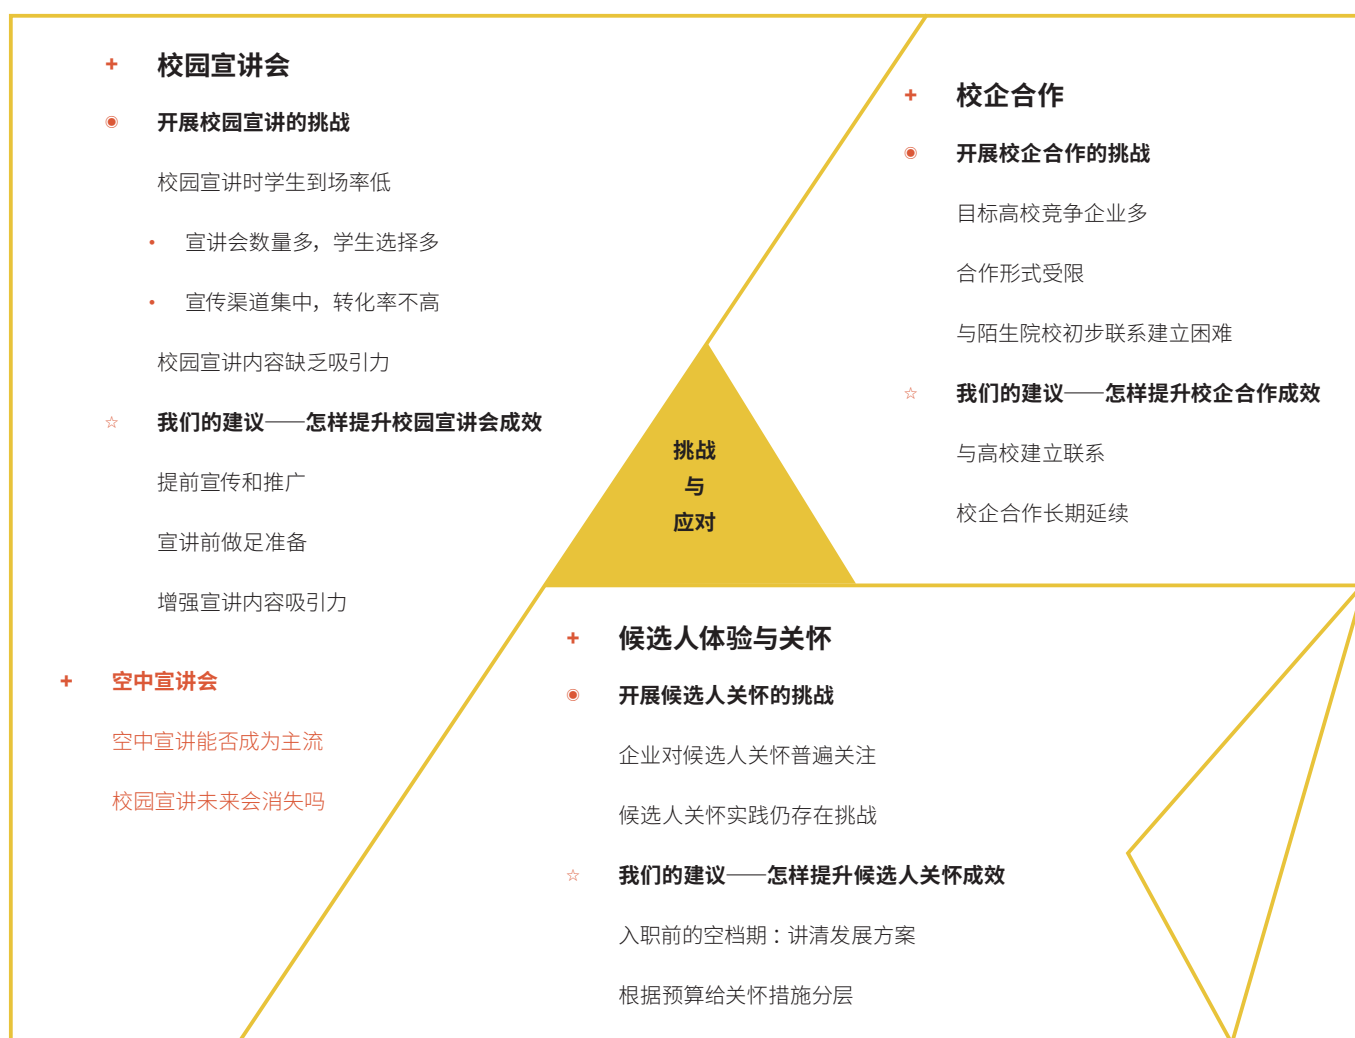 + 校园宣讲会
◉ 开展校园宣讲的挑战
校园宣讲时学生到场率低
• 宣讲会数量多，学生选择多
• 宣传渠道集中，转化率不高
校园宣讲内容缺乏吸引力
☆ 我们的建议——怎样提升校园宣讲会成效
提前宣传和推广
宣讲前做足准备
增强宣讲内容吸引力
+ 空中宣讲会
空中宣讲能否成为主流
校园宣讲未来会消失吗
挑战
与
应对
+ 校企合作
◉ 开展校企合作的挑战
目标高校竞争企业多
合作形式受限
与陌生院校初步联系建立困难
☆ 我们的建议——怎样提升校企合作成效
与高校建立联系
校企合作长期延续
+ 候选人体验与关怀
◉ 开展候选人关怀的挑战
企业对候选人关怀普遍关注
候选人关怀实践仍存在挑战
☆ 我们的建议——怎样提升候选人关怀成效
入职前的空档期：讲清发展方案
根据预算给关怀措施分层